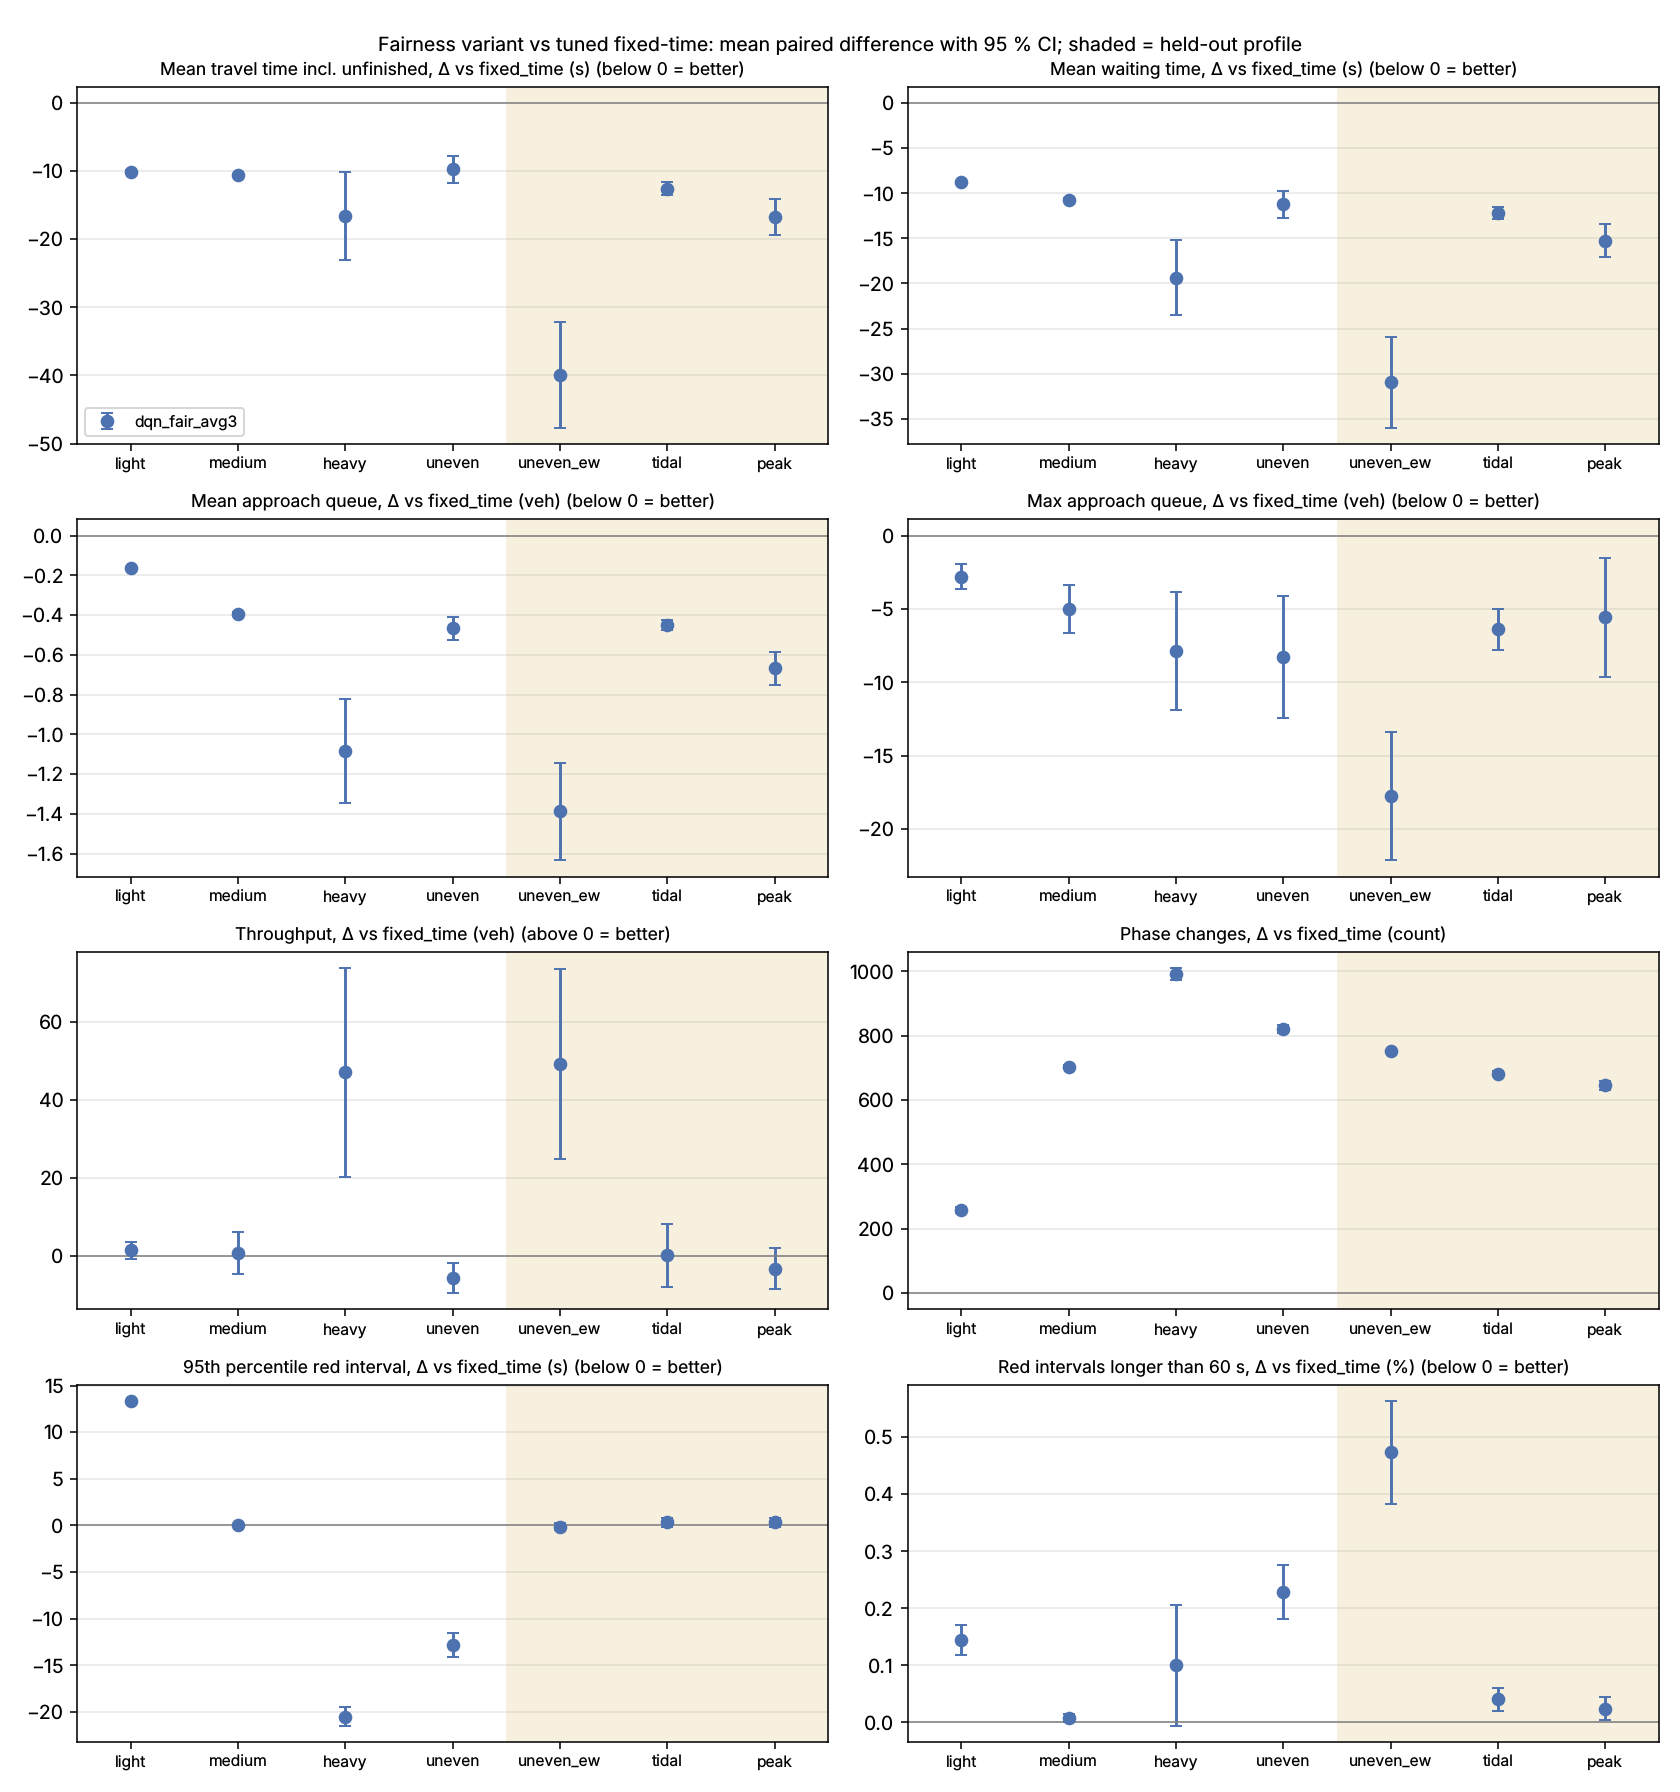 Fairness variant vs tuned fixed-time: mean paired difference with 95 % CI; shaded = held-out profile
Mean travel time incl. unfinished, Δ vs fixed_time (s) (below 0 = better)
0
−10
−20
−30
−40
−50
dqn_fair_avg3
light medium heavy uneven uneven_ew tidal peak
Mean waiting time, Δ vs fixed_time (s) (below 0 = better)
0
−5
−10
−15
−20
−25
−30
−35
light medium heavy uneven uneven_ew tidal peak
Mean approach queue, Δ vs fixed_time (veh) (below 0 = better)
0.0
−0.2
−0.4
−0.6
−0.8
−1.0
−1.2
−1.4
−1.6
light medium heavy uneven uneven_ew tidal peak
Max approach queue, Δ vs fixed_time (veh) (below 0 = better)
0
−5
−10
−15
−20
light medium heavy uneven uneven_ew tidal peak
Throughput, Δ vs fixed_time (veh) (above 0 = better)
60
40
20
0
light medium heavy uneven uneven_ew tidal peak
Phase changes, Δ vs fixed_time (count)
1000
800
600
400
200
0
light medium heavy uneven uneven_ew tidal peak
95th percentile red interval, Δ vs fixed_time (s) (below 0 = better)
15
10
5
0
−5
−10
−15
−20
light medium heavy uneven uneven_ew tidal peak
Red intervals longer than 60 s, Δ vs fixed_time (%) (below 0 = better)
0.5
0.4
0.3
0.2
0.1
0.0
light medium heavy uneven uneven_ew tidal peak